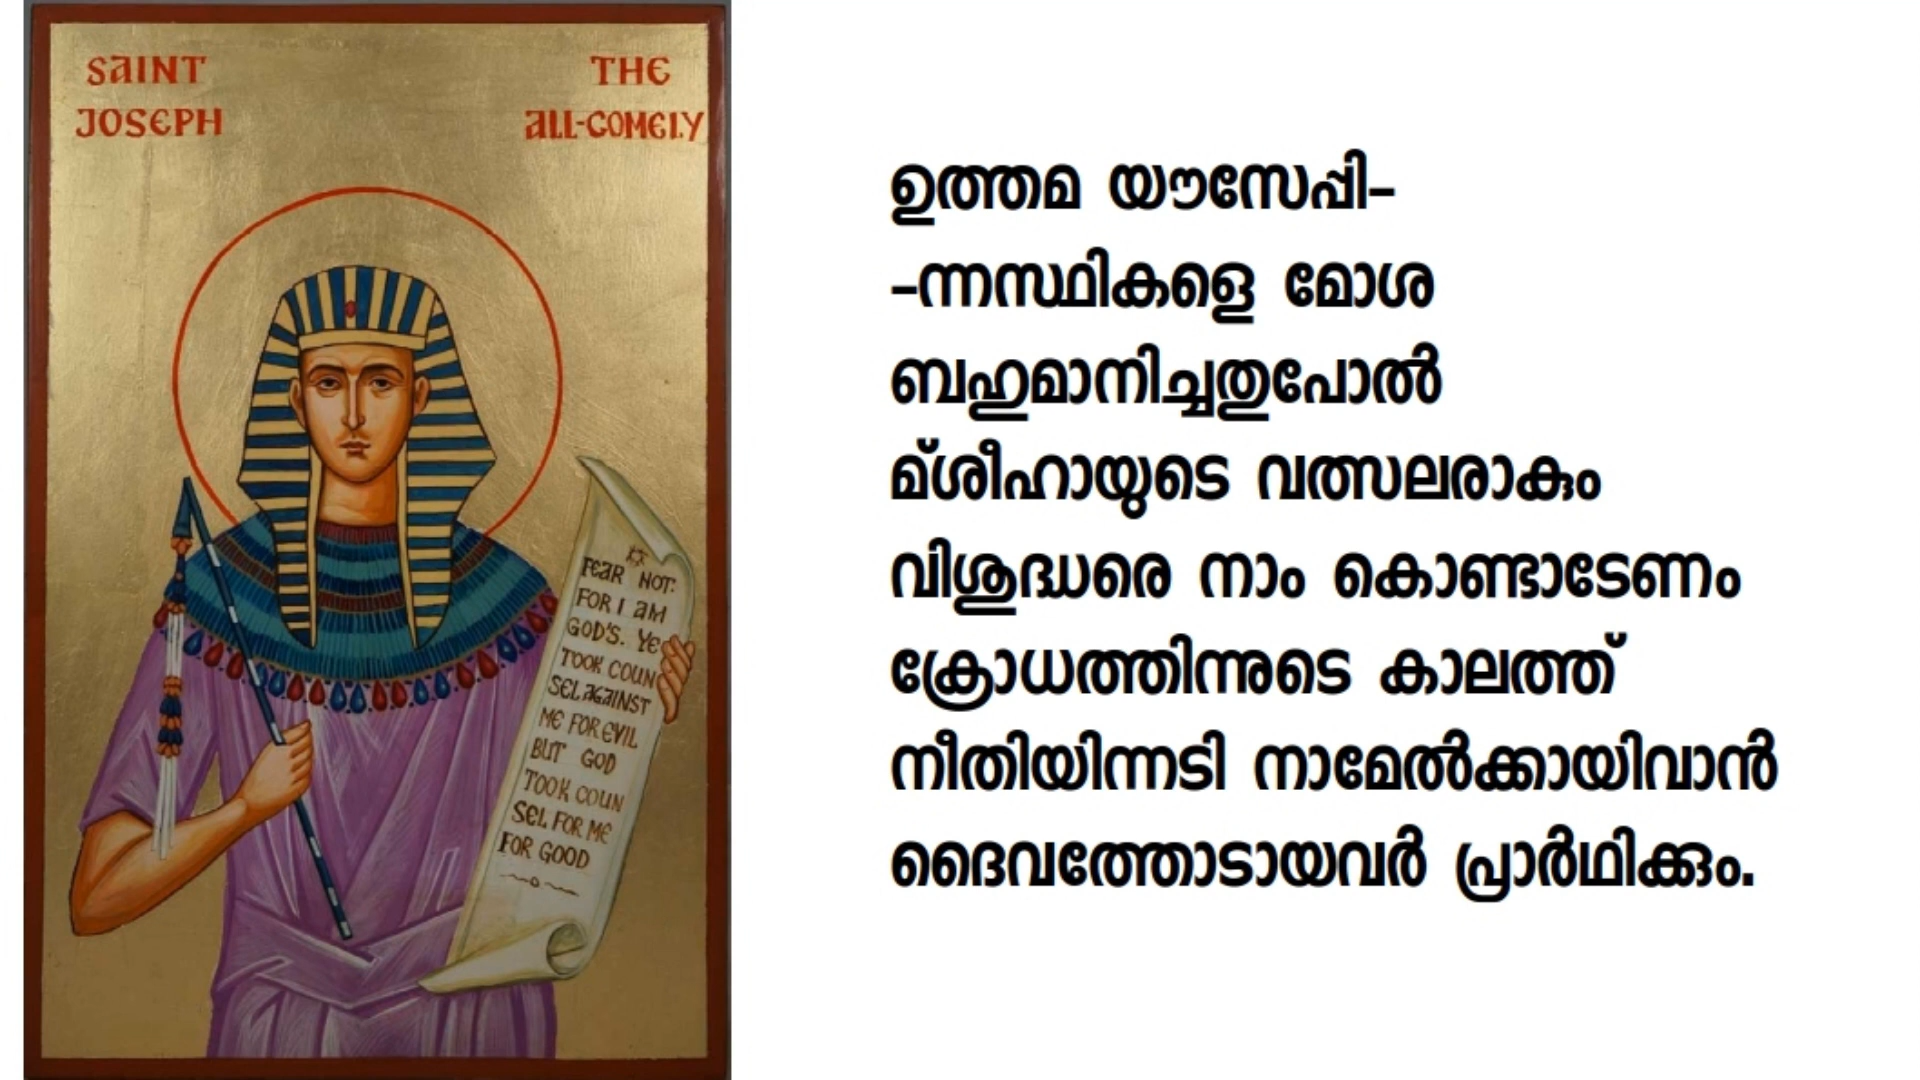 SAINT
JOSEPH
THE
ALL-COMELY
FEAR NOT:
FOR I AM
GOD'S. YE
TOOK COUN
SEL AGAINST
ME FOR EVIL
BUT GOD
TOOK COUN
SEL FOR ME
FOR GOOD
ഉത്തമ യൗസേപ്പി-
-ന്നസ്ഥികളെ മോശ
ബഹുമാനിച്ചതുപോൽ
മ്ശീഹായുടെ വത്സലരാകും
വിശുദ്ധരെ നാം കൊണ്ടാടേണം
ക്രോധത്തിന്നുടെ കാലത്ത്
നീതിയിന്നടി നാമേൽക്കായിവാൻ
ദൈവത്തോടായവർ പ്രാർഥിക്കും.